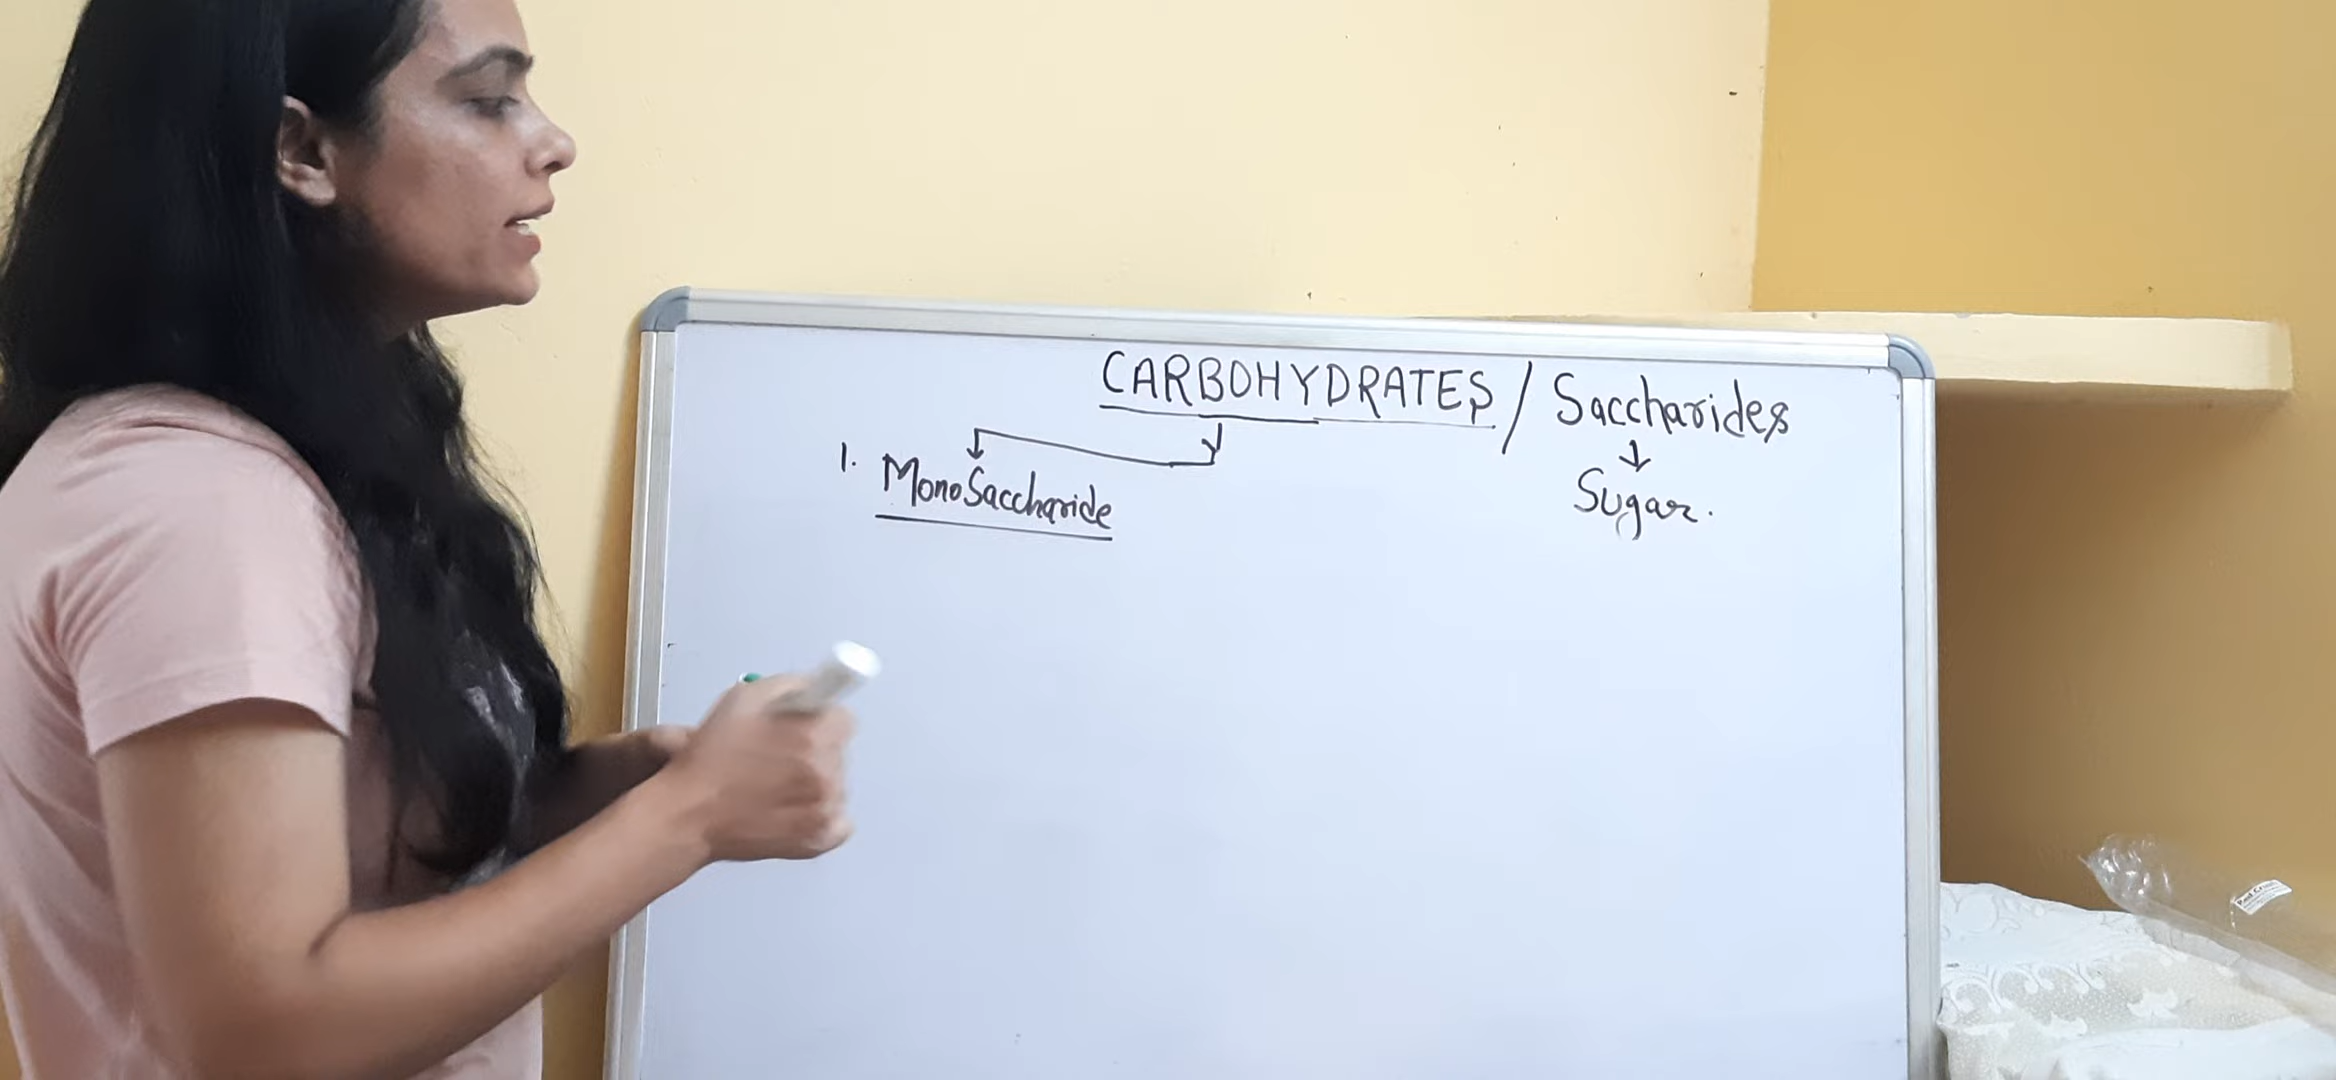 CARBOHYDRATES / Saccharides
↓
Sugar.
1. MonoSaccharide